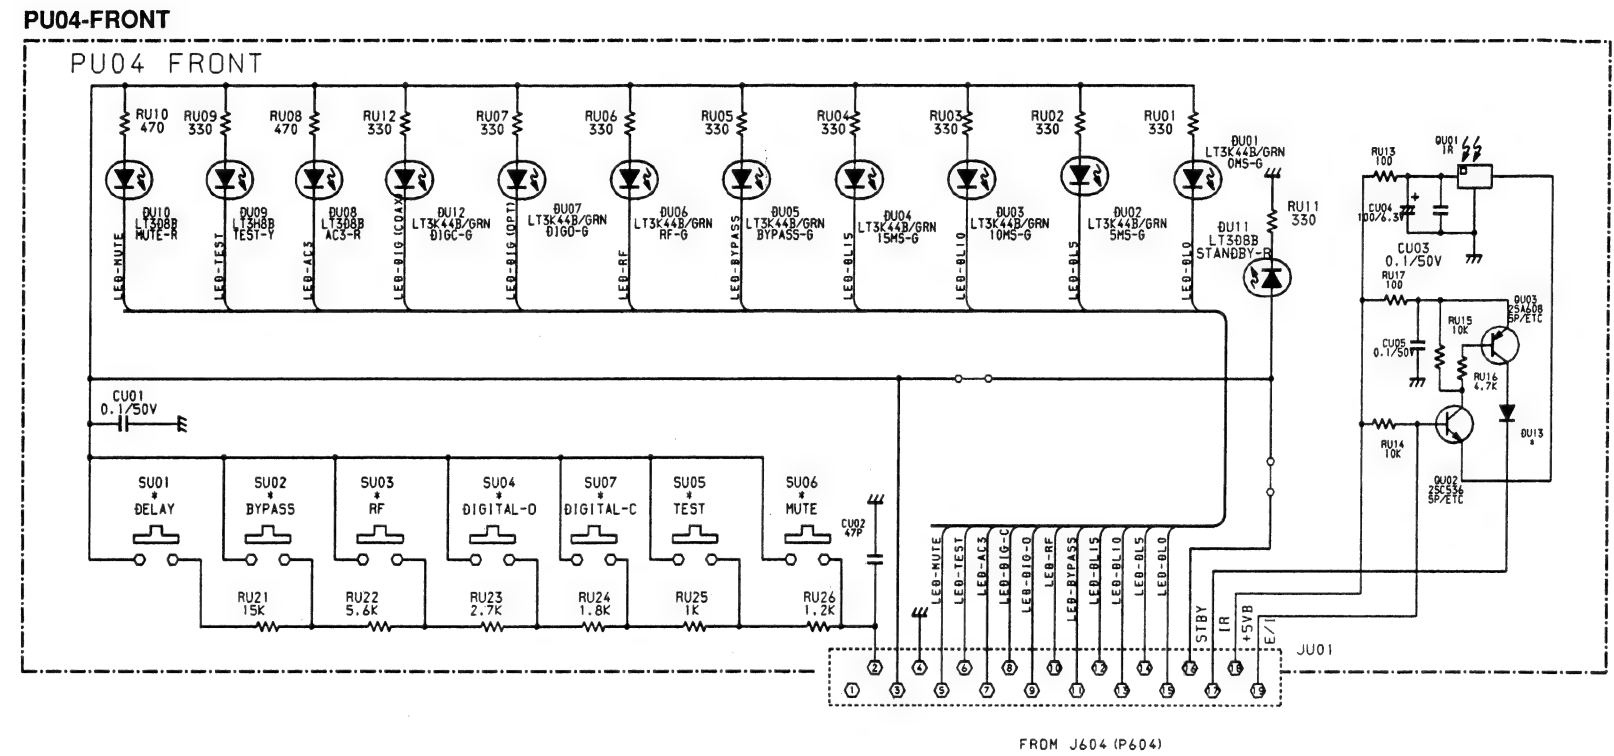 PU04-FRONT
PU04 FRONT
RU10
470
RU09
330
RU08
470
RU12
330
RU07
330
RU06
330
RU05
330
RU04
330
RU03
330
RU02
330
RU01
330
DU01
LT3K44B/GRN
0MS-G
DU10
LT3D8B
MUTE-R
DU09
LT3H8B
TEST-Y
DU08
LT3D8B
AC3-R
DU12
LT3K44B/GRN
DIGC-G
DU07
LT3K44B/GRN
DIGO-G
DU06
LT3K44B/GRN
RF-G
DU05
LT3K44B/GRN
BYPASS-G
DU04
LT3K44B/GRN
15MS-G
DU03
LT3K44B/GRN
10MS-G
DU02
LT3K44B/GRN
5MS-G
DU11
LT3D8B
STANDBY-R
RU11
330
LED-MUTE
LED-TEST
LED-AC3
LED-DIG(COAX)
LED-DIG(OPT)
LED-RF
LED-BYPASS
LED-DL15
LED-DL10
LED-DL5
LED-DL0
RU13
100
QU01
IR
+
CU04
100/6.3V
CU03
0.1/50V
RU17
100
QU03
2SA608
SP/ETC
RU15
10K
CU05
0.1/50V
RU16
4.7K
RU14
10K
QU02
2SC536
SP/ETC
DU13
*
CU01
0.1/50V
SU01
*
DELAY
SU02
*
BYPASS
SU03
*
RF
SU04
*
DIGITAL-O
SU07
*
DIGITAL-C
SU05
*
TEST
SU06
*
MUTE
CU02
47P
RU21
15K
RU22
5.6K
RU23
2.7K
RU24
1.8K
RU25
1K
RU26
1.2K
LED-MUTE
LED-TEST
LED-AC3
LED-DIG-C
LED-DIG-O
LED-RF
LED-BYPASS
LED-DL15
LED-DL10
LED-DL5
LED-DL0
STBY
IR
+5VB
E/I
JU01
2 4 6 8 10 12 14 16 18
1 3 5 7 9 11 13 15 17 19
FROM J604 (P604)